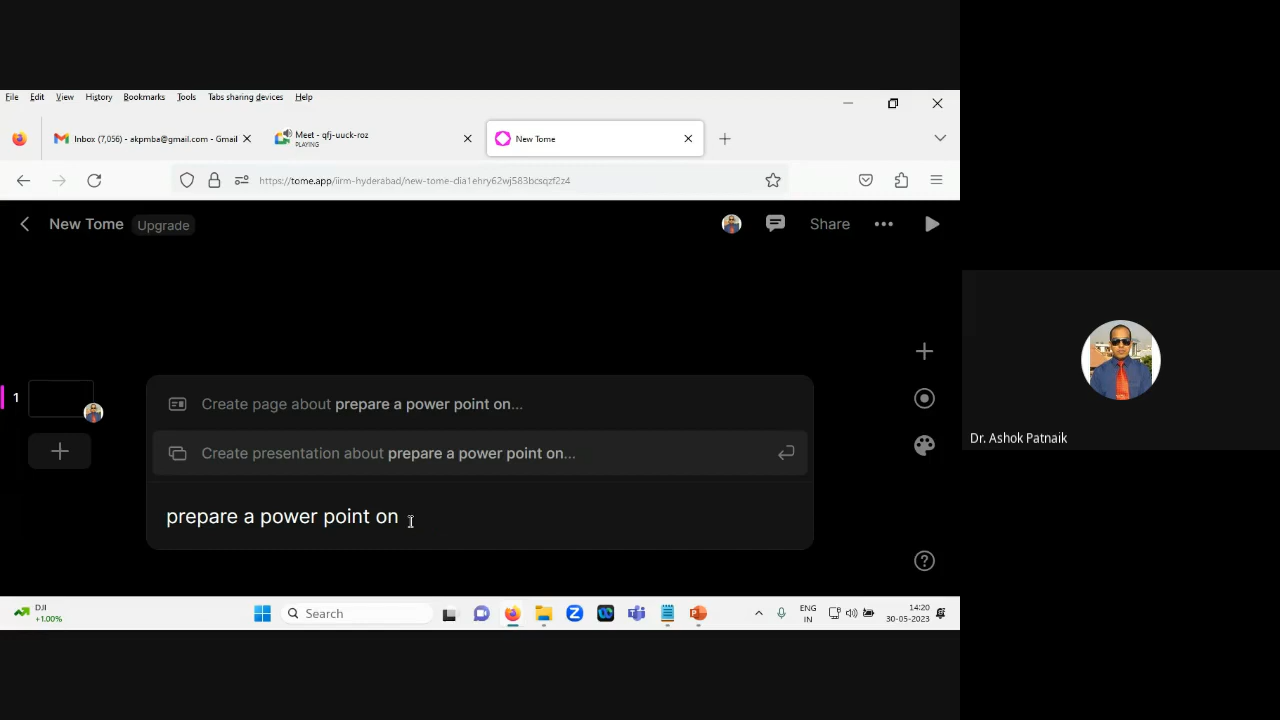 File Edit View History Bookmarks Tools Tabs sharing devices Help
Inbox (7,056) - akpmba@gmail.com - Gmail
Meet - qfj-uuck-roz
PLAYING
New Tome
https://tome.app/iirm-hyderabad/new-tome-clia1ehry62wj583bcsqzf2z4
New Tome Upgrade
Share
1
Create page about prepare a power point on...
Create presentation about prepare a power point on...
prepare a power point on
Dr. Ashok Patnaik
DJI
+1.00%
Search
ENG
IN
14:20
30-05-2023